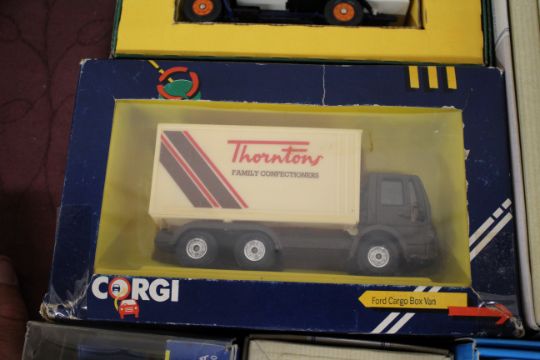 Thorntons
FAMILY CONFECTIONERS
CORGI
Ford Cargo Box Van